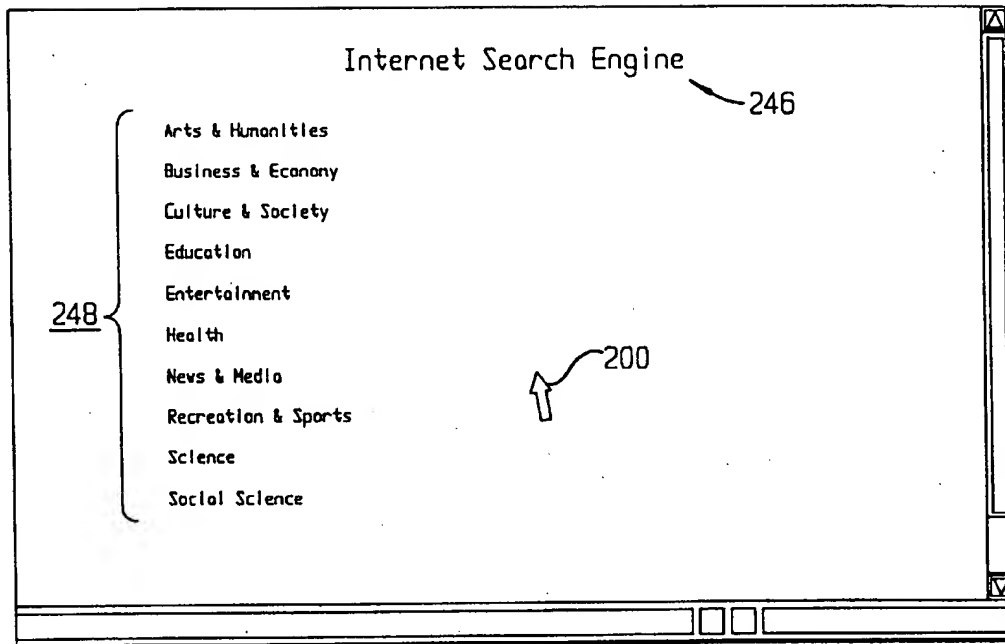 Internet Search Engine
246
Arts & Humanities
Business & Economy
Culture & Society
Education
Entertainment
248
Health
200
News & Media
Recreation & Sports
Science
Social Science